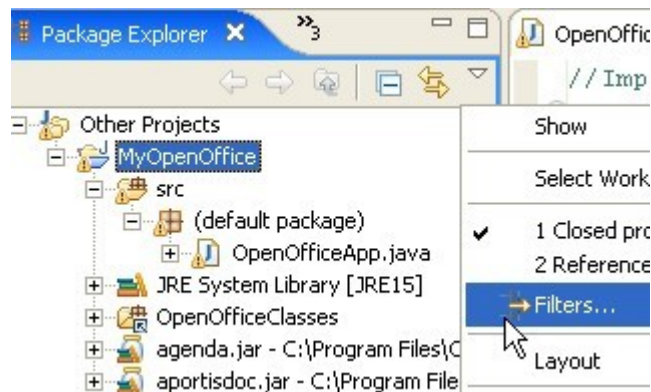 Package Explorer
3
OpenOffic
// Imp
Other Projects
MyOpenOffice
src
(default package)
OpenOfficeApp.java
JRE System Library [JRE15]
OpenOfficeClasses
agenda.jar - C:\Program Files\O
aportisdoc.jar - C:\Program File
Show
Select Work
1 Closed pro
2 Reference
Filters...
Layout